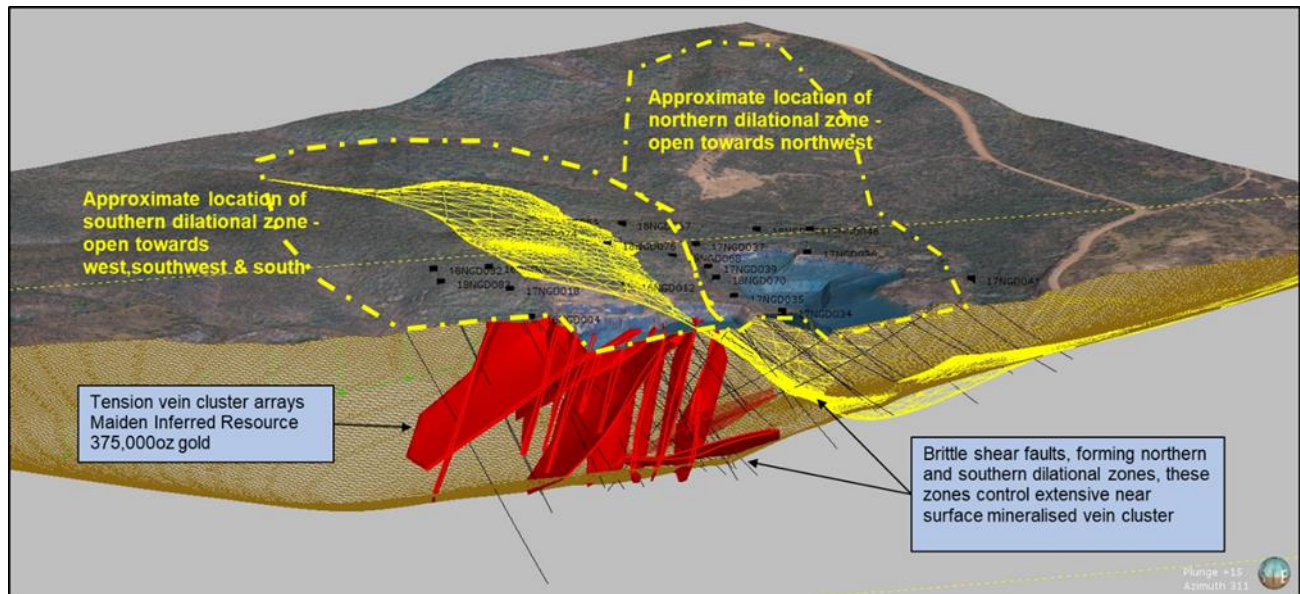 Approximate location of
northern dilational zone -
open towards northwest
Approximate location of
southern dilational zone -
open towards
west,southwest & south
17NGD037
17NGD039
18NGD070
17NGD035
17NGD034
17NGD018
Tension vein cluster arrays
Maiden Inferred Resource
375,000oz gold
Brittle shear faults, forming northern
and southern dilational zones, these
zones control extensive near
surface mineralised vein cluster
Plunge +15
Azimuth 311